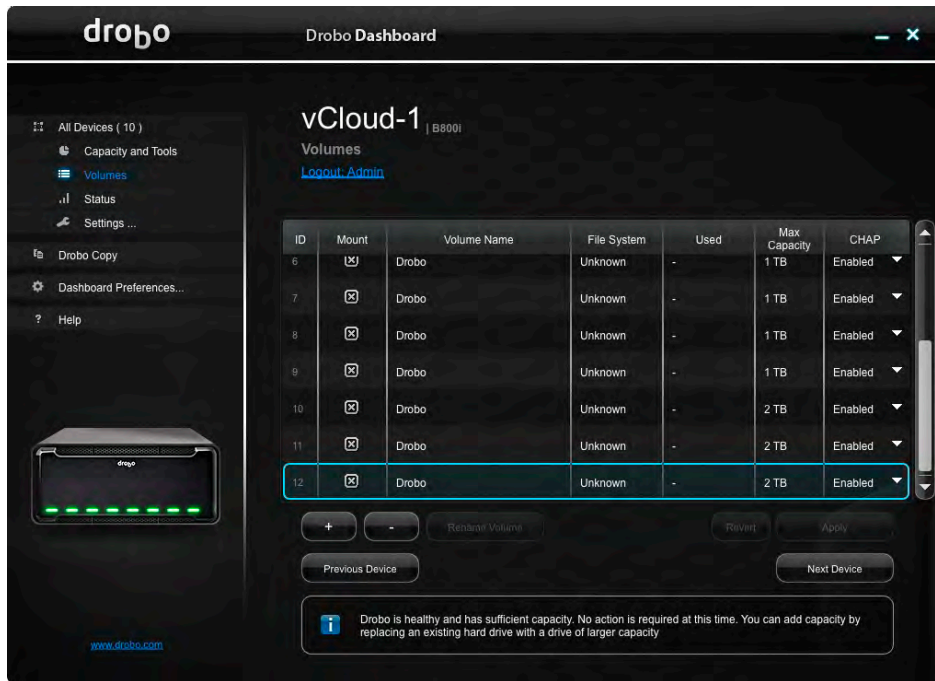 drobo
Drobo Dashboard
vCloud-1 | B800i
Volumes
Logout: Admin
All Devices ( 10 )
Capacity and Tools
Volumes
Status
Settings ...
Drobo Copy
Dashboard Preferences...
? Help
drobo
www.drobo.com
ID Mount Volume Name File System Used Max Capacity CHAP
6 Drobo Unknown - 1 TB Enabled
7 Drobo Unknown - 1 TB Enabled
8 Drobo Unknown - 1 TB Enabled
9 Drobo Unknown - 1 TB Enabled
10 Drobo Unknown - 2 TB Enabled
11 Drobo Unknown - 2 TB Enabled
12 Drobo Unknown - 2 TB Enabled
+ - Rename Volume Revert Apply
Previous Device Next Device
Drobo is healthy and has sufficient capacity. No action is required at this time. You can add capacity by
replacing an existing hard drive with a drive of larger capacity